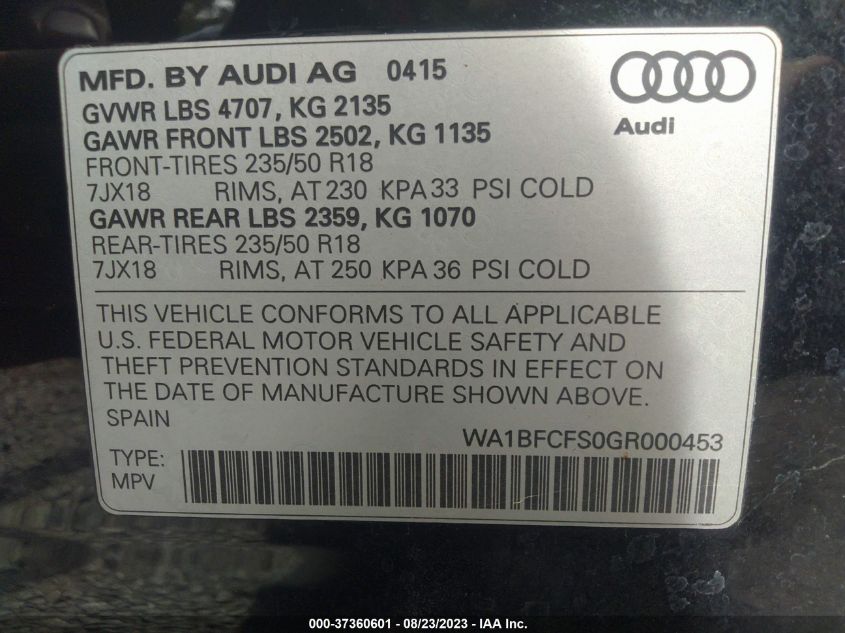 MFD. BY AUDI AG 0415
GVWR LBS 4707, KG 2135
GAWR FRONT LBS 2502, KG 1135
FRONT-TIRES 235/50 R18
7JX18 RIMS, AT 230 KPA 33 PSI COLD
GAWR REAR LBS 2359, KG 1070
REAR-TIRES 235/50 R18
7JX18 RIMS, AT 250 KPA 36 PSI COLD
Audi
THIS VEHICLE CONFORMS TO ALL APPLICABLE
U.S. FEDERAL MOTOR VEHICLE SAFETY AND
THEFT PREVENTION STANDARDS IN EFFECT ON
THE DATE OF MANUFACTURE SHOWN ABOVE.
SPAIN
WA1BFCFS0GR000453
TYPE:
MPV
000-37360601 - 08/23/2023 - WA1 - IAA Inc.